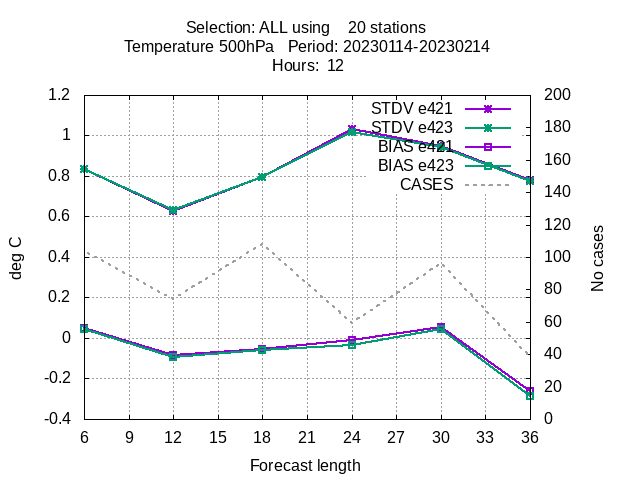 Selection: ALL using 20 stations
Temperature 500hPa Period: 20230114-20230214
Hours: 12
1.2
1
0.8
0.6
0.4
0.2
0
-0.2
-0.4
deg C
STDV e421
STDV e423
BIAS e421
BIAS e423
CASES
200
180
160
140
120
100
80
60
40
20
0
No cases
6 9 12 15 18 21 24 27 30 33 36
Forecast length